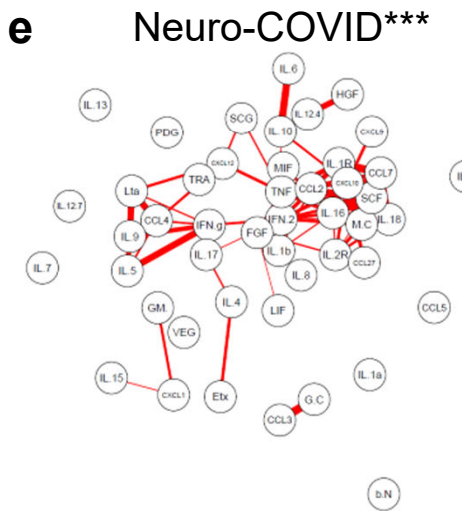 e
Neuro-COVID***
IL.6
IL.13
HGF
IL.12.4
SCG
PDG
IL.10
CXCL9
CXCL12
MIF
IL.1R
CCL7
TRA
Lta
TNF
CCL2
CXCL10
SCF
IL.12.7
CCL4
IFN.g
IFN.2
IL.16
M.C
IL.18
IL.9
FGF
IL.17
IL.1b
IL.2R
CCL27
IL.7
IL.5
IL.8
GM.
IL.4
LIF
CCL5
VEG
IL.15
IL.1a
CXCL1
Etx
G.C
CCL3
b.N